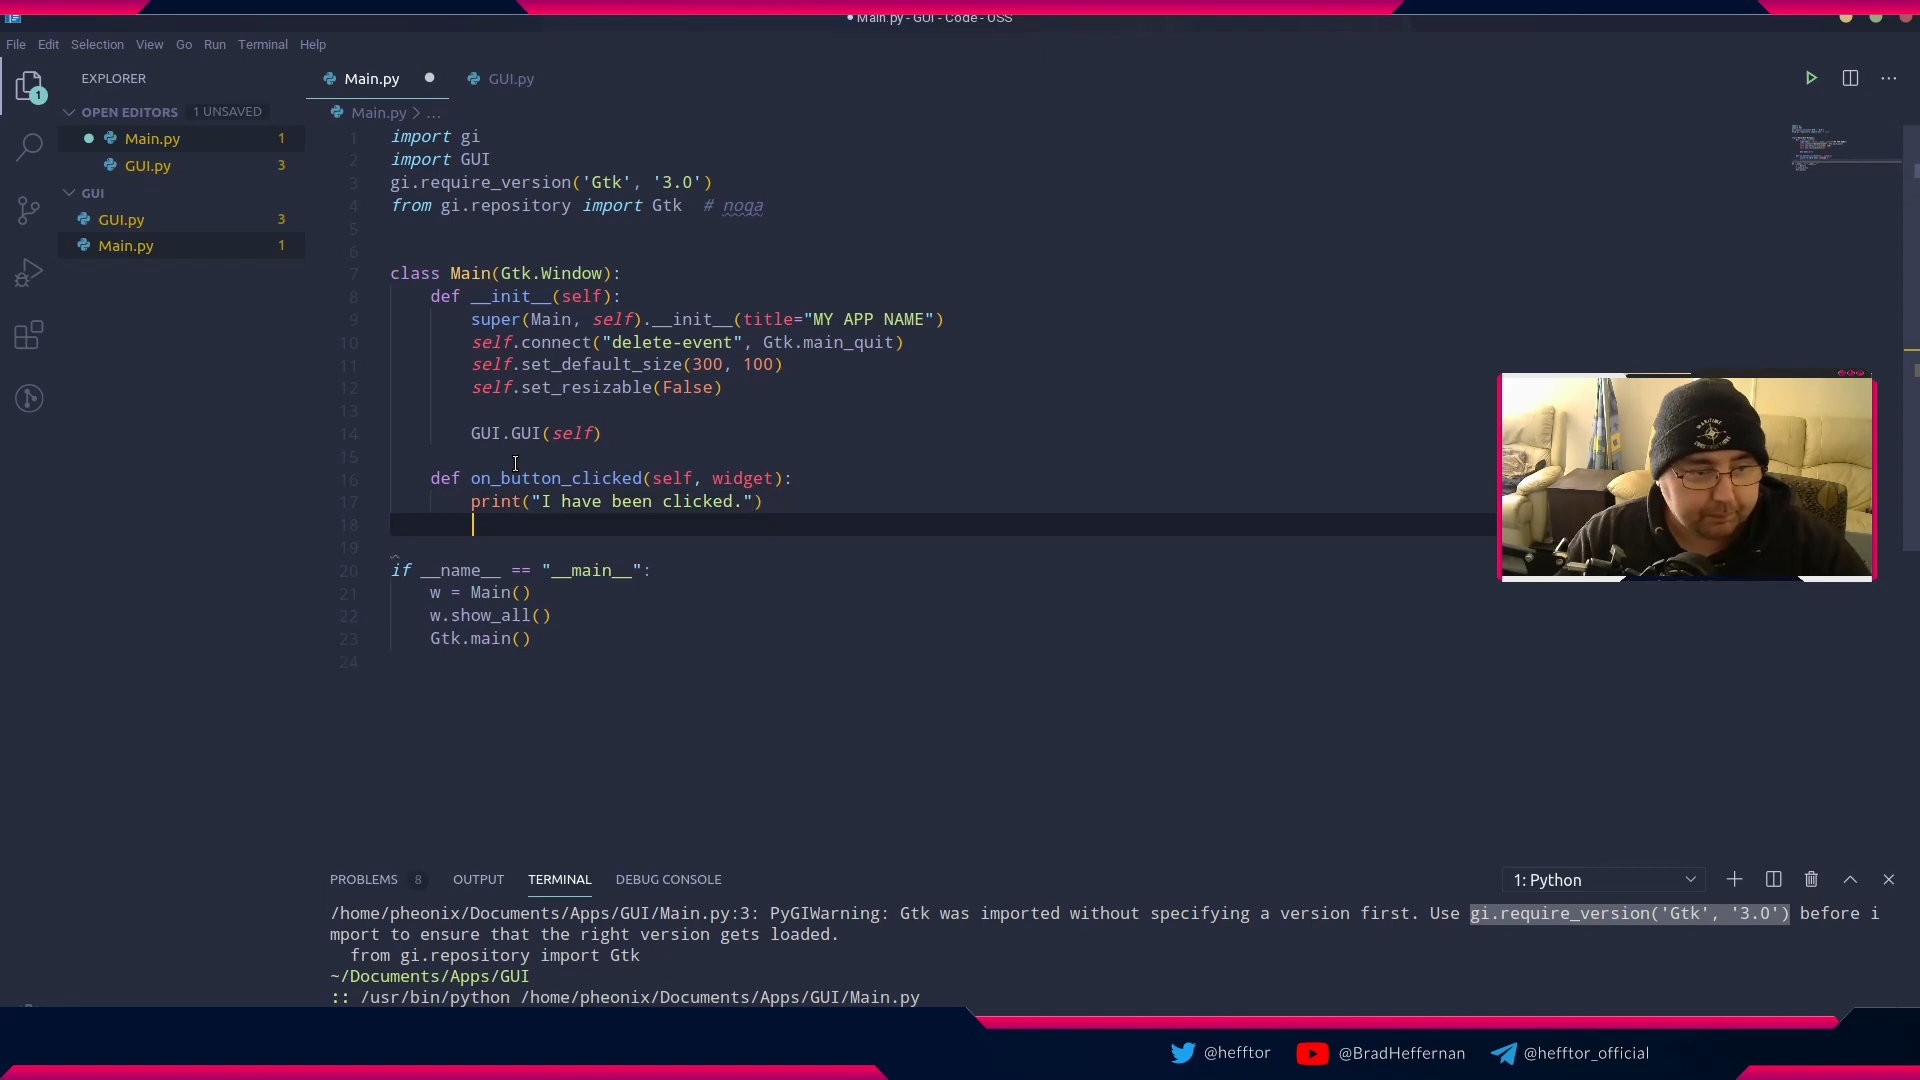 Main.py - GUI - Code - OSS
File Edit Selection View Go Run Terminal Help
EXPLORER
Main.py
GUI.py
OPEN EDITORS 1 UNSAVED
Main.py > ...
Main.py 1
GUI.py 3
GUI
GUI.py 3
Main.py 1
1 import gi
2 import GUI
3 gi.require_version('Gtk', '3.0')
4 from gi.repository import Gtk  # noqa
5
6
7 class Main(Gtk.Window):
8     def __init__(self):
9         super(Main, self).__init__(title="MY APP NAME")
10         self.connect("delete-event", Gtk.main_quit)
11         self.set_default_size(300, 100)
12         self.set_resizable(False)
13
14         GUI.GUI(self)
15
16     def on_button_clicked(self, widget):
17         print("I have been clicked.")
18
19
20 if __name__ == "__main__":
21     w = Main()
22     w.show_all()
23     Gtk.main()
24
PROBLEMS 8 OUTPUT TERMINAL DEBUG CONSOLE
1: Python
/home/pheonix/Documents/Apps/GUI/Main.py:3: PyGIWarning: Gtk was imported without specifying a version first. Use gi.require_version('Gtk', '3.0') before i
mport to ensure that the right version gets loaded.
  from gi.repository import Gtk
~/Documents/Apps/GUI
:: /usr/bin/python /home/pheonix/Documents/Apps/GUI/Main.py
@hefftor
@BradHeffernan
@hefftor_official